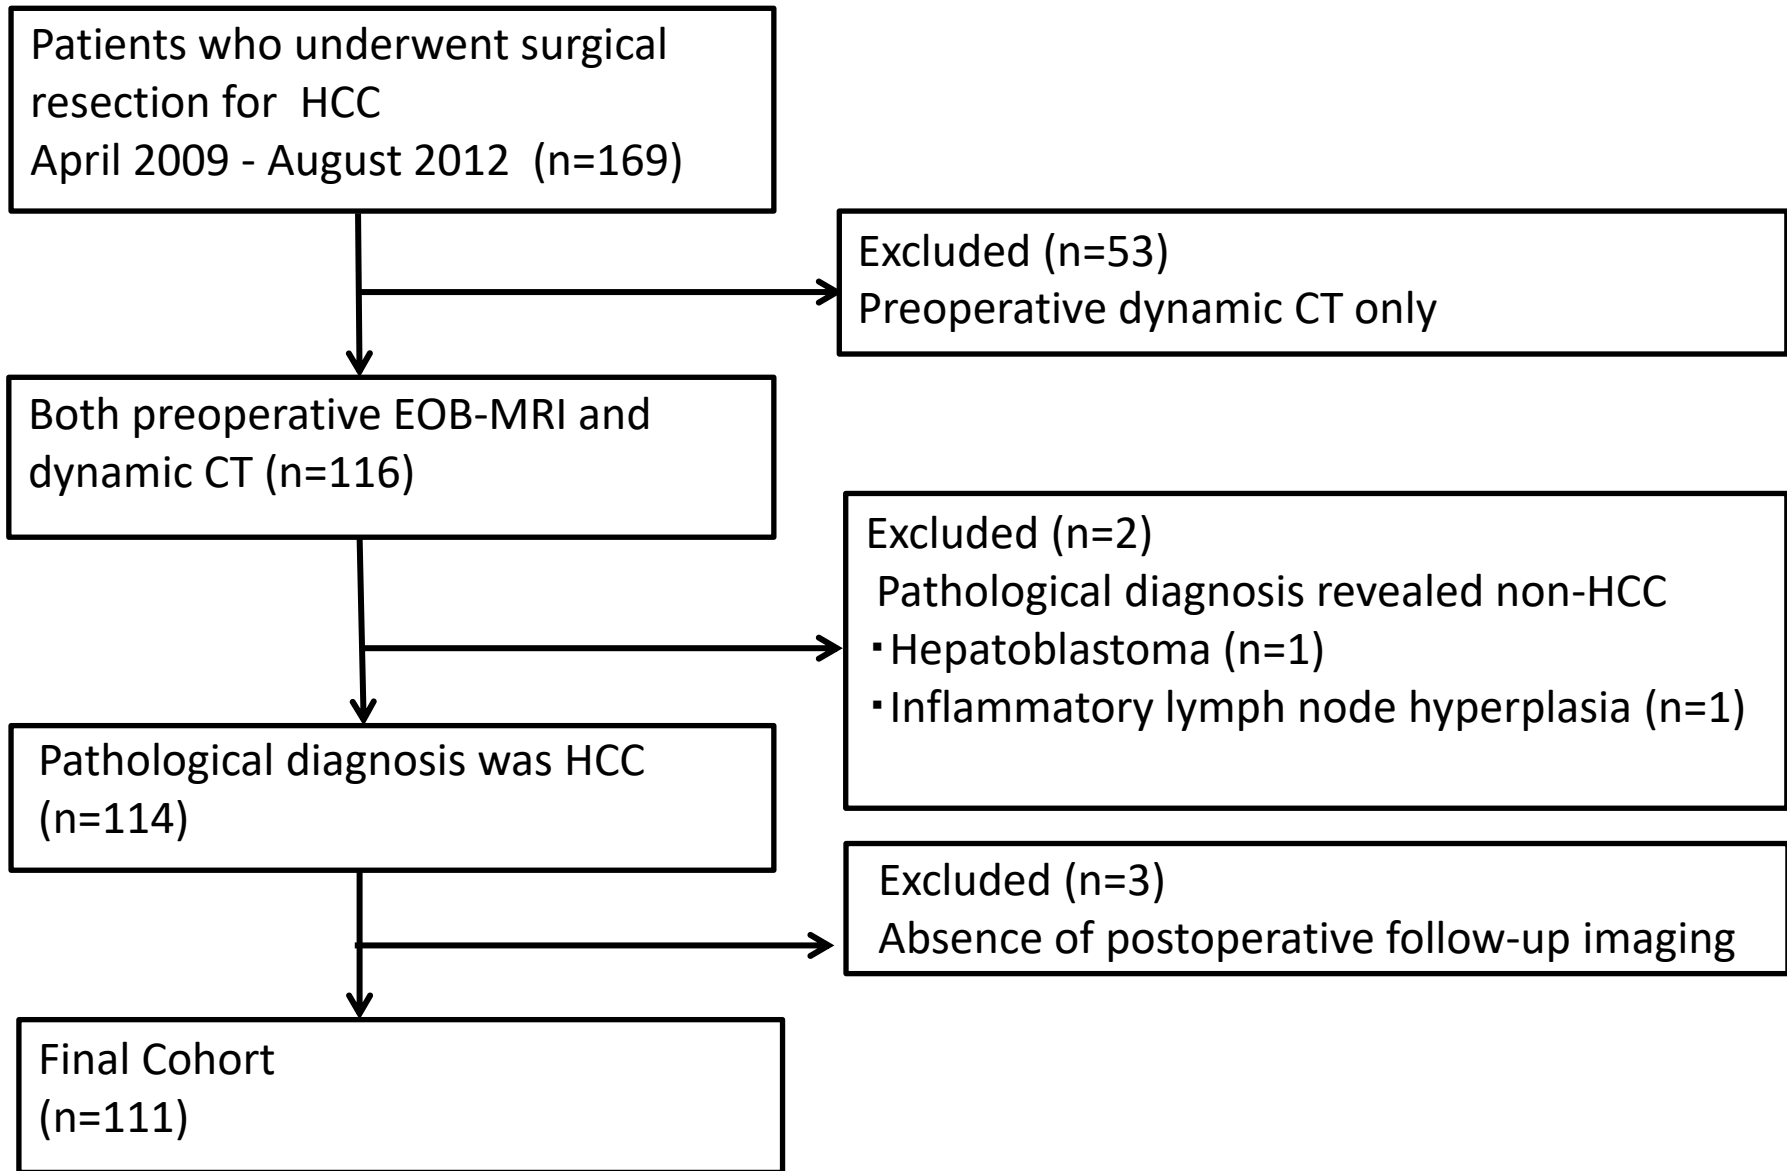 Patients who underwent surgical
resection for HCC
April 2009 - August 2012 (n=169)
Excluded (n=53)
Preoperative dynamic CT only
Both preoperative EOB-MRI and
dynamic CT (n=116)
Excluded (n=2)
Pathological diagnosis revealed non-HCC
・Hepatoblastoma (n=1)
・Inflammatory lymph node hyperplasia (n=1)
Pathological diagnosis was HCC
(n=114)
Excluded (n=3)
Absence of postoperative follow-up imaging
Final Cohort
(n=111)